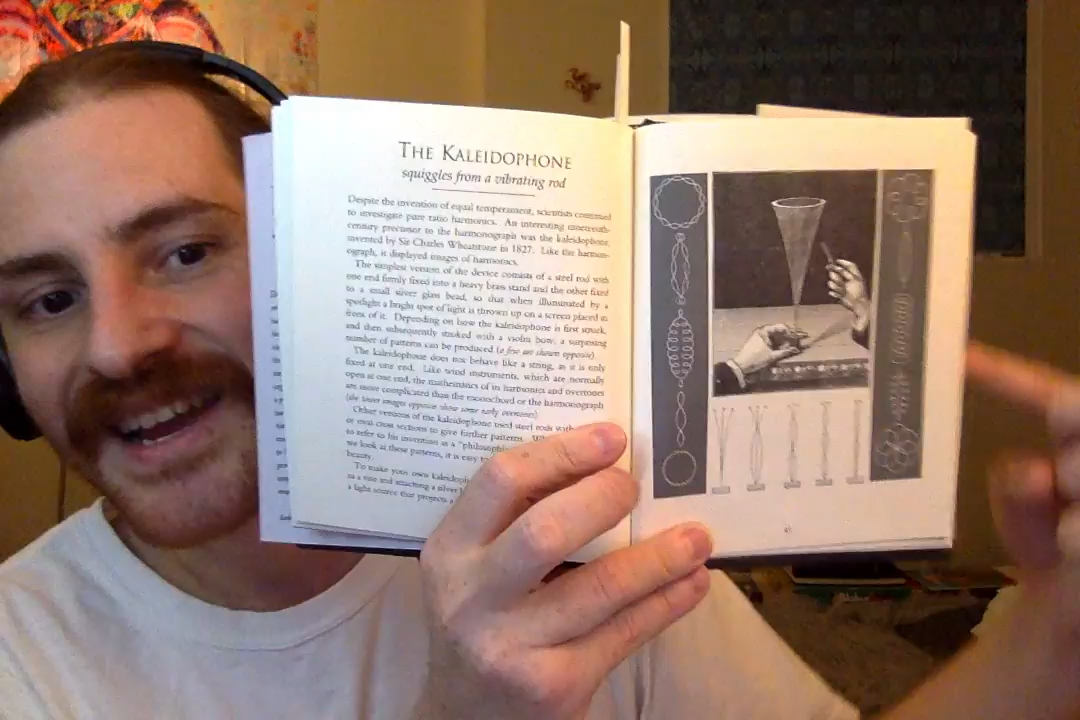 THE KALEIDOPHONE
squiggles from a vibrating rod
Despite the invention of equal temperament, scientists continued
to investigate pure ratio harmonics. An interesting nineteenth-
century precursor to the harmonograph was the kaleidophone,
invented by Sir Charles Wheatstone in 1827. Like the harmon-
ograph, it displayed images of harmonics.
The simplest version of the device consists of a steel rod with
one end firmly fixed into a heavy brass stand and the other fixed
to a small silver glass bead, so that when illuminated by a
spotlight a bright spot of light is thrown up on a screen placed in
front of it. Depending on how the kaleidophone is first struck,
and then subsequently stroked with a violin bow, a surprising
number of patterns can be produced (a few are shown opposite).
The kaleidophone does not behave like a string, as it is only
fixed at one end. Like wind instruments, which are normally
open at one end, the mathematics of its harmonics and overtones
are more complicated than the monochord or the harmonograph
(the lower images opposite show some early overtones).
Other versions of the kaleidophone used steel rods with
or oval cross sections to give further patterns.
to refer to his invention as a "philosophi
we look at these patterns, it is easy to
beauty.
To make your own kaleidoph
in a vise and attaching a silver
a light source that projects a